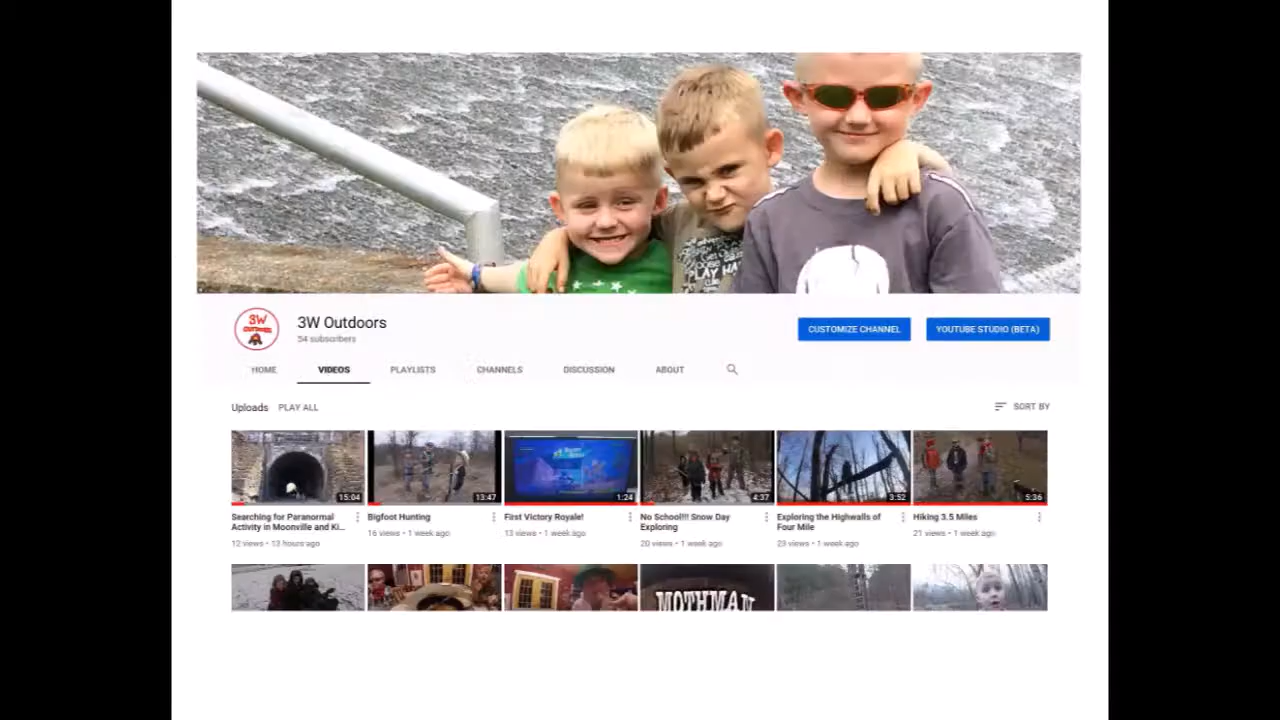 3W Outdoors
54 subscribers
CUSTOMIZE CHANNEL
YOUTUBE STUDIO (BETA)
HOME
VIDEOS
PLAYLISTS
CHANNELS
DISCUSSION
ABOUT
Uploads
PLAY ALL
SORT BY
15:04
13:47
1:24
4:37
3:52
5:36
Searching for Paranormal
Activity in Moonville and Ki...
12 views • 13 hours ago
Bigfoot Hunting
16 views • 1 week ago
First Victory Royale!
13 views • 1 week ago
No School!!! Snow Day
Exploring
20 views • 1 week ago
Exploring the Highwalls of
Four Mile
23 views • 1 week ago
Hiking 3.5 Miles
21 views • 1 week ago
MOTHMAN